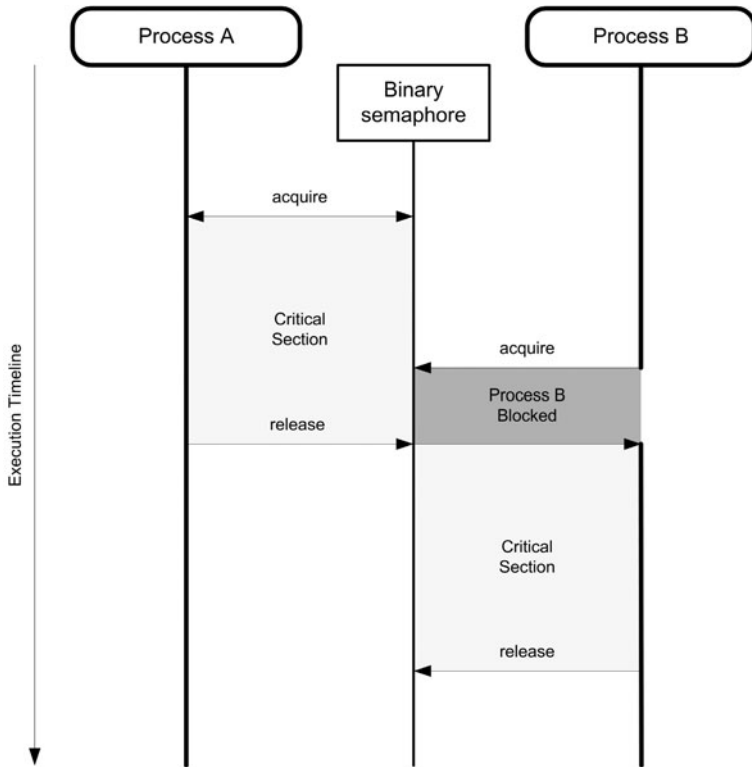 Process A
Process B
Binary
semaphore
acquire
Critical
Section
acquire
Process B
Blocked
release
Execution Timeline
Critical
Section
release